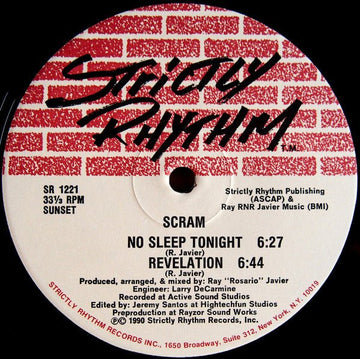 STRICTLY
RHYTHM
T.M.
SR 1221
33⅓ RPM
SUNSET
Strictly Rhythm Publishing
(ASCAP) &
Ray RNR Javier Music (BMI)
SCRAM
NO SLEEP TONIGHT 6:27
(R. Javier)
REVELATION 6:44
(R. Javier)
Produced, arranged, & mixed by: Ray "Rosario" Javier
Engineer: Larry DeCarmine
Recorded at Active Sound Studios
Edited by: Jeremy Santos at Hightechfun Studios
Preproduction at Rayzor Sound Works
Ⓟ © 1990 Strictly Rhythm Records, Inc.
STRICTLY RHYTHM RECORDS INC., 1650 Broadway, Suite 312, NEW YORK, N.Y. 10019